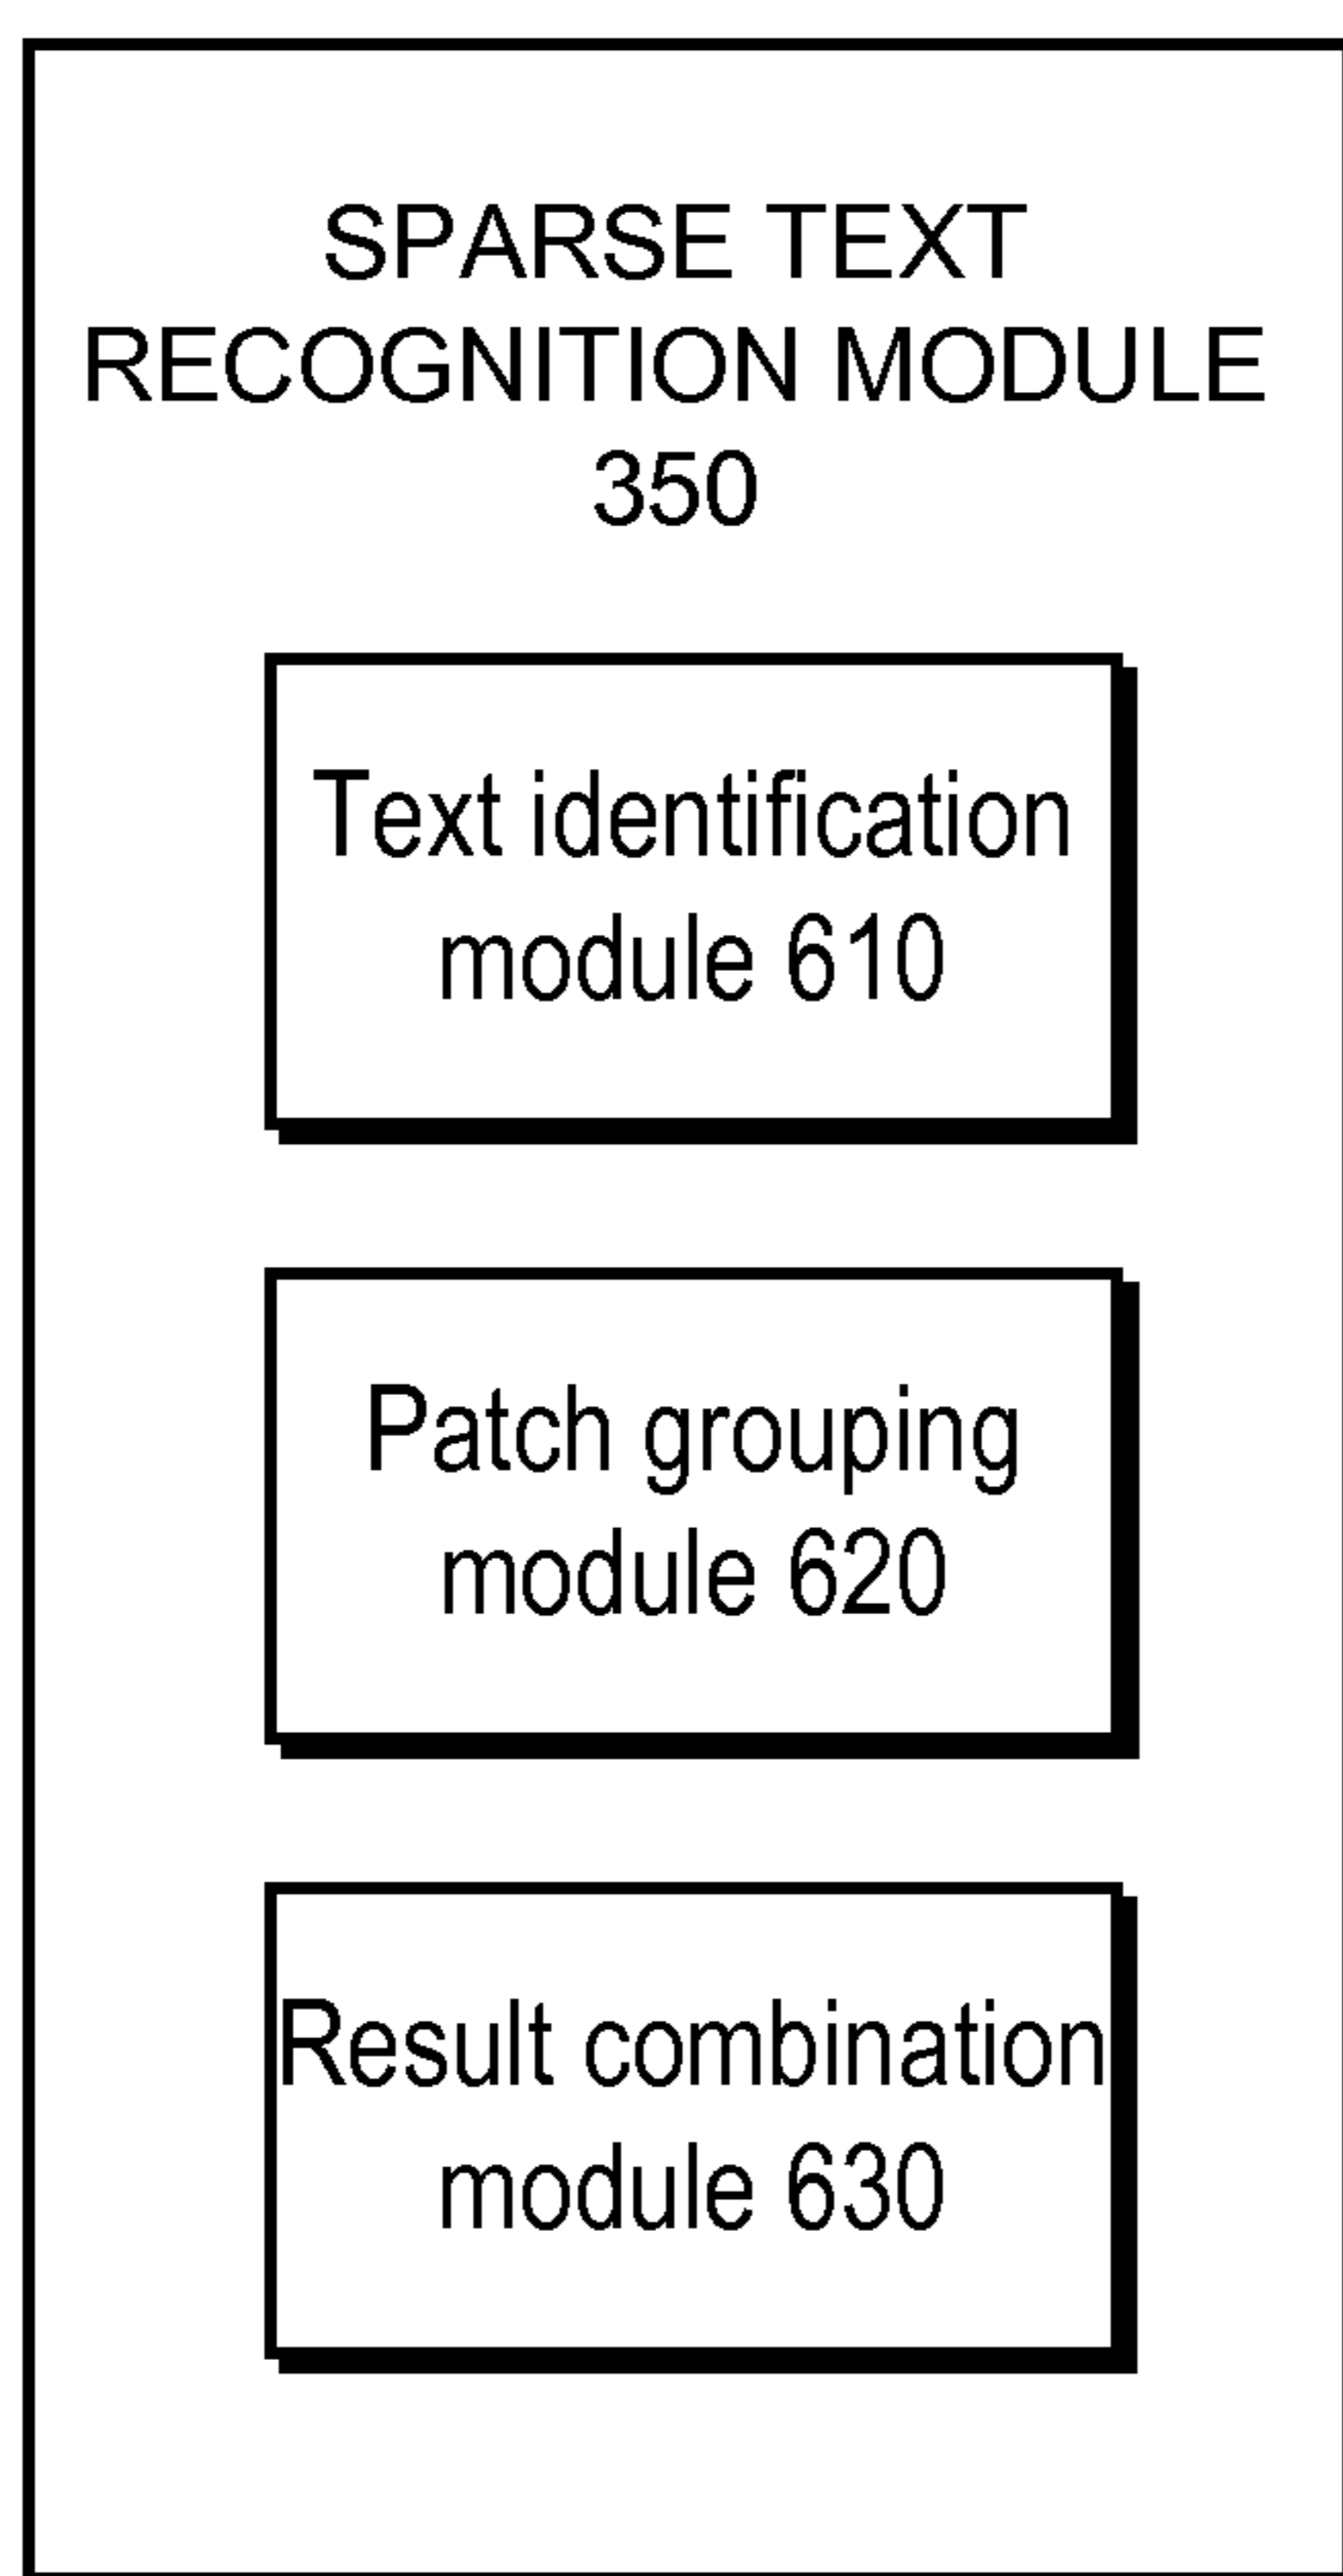 SPARSE TEXT
RECOGNITION MODULE
350
Text identification
module 610
Patch grouping
module 620
Result combination
module 630